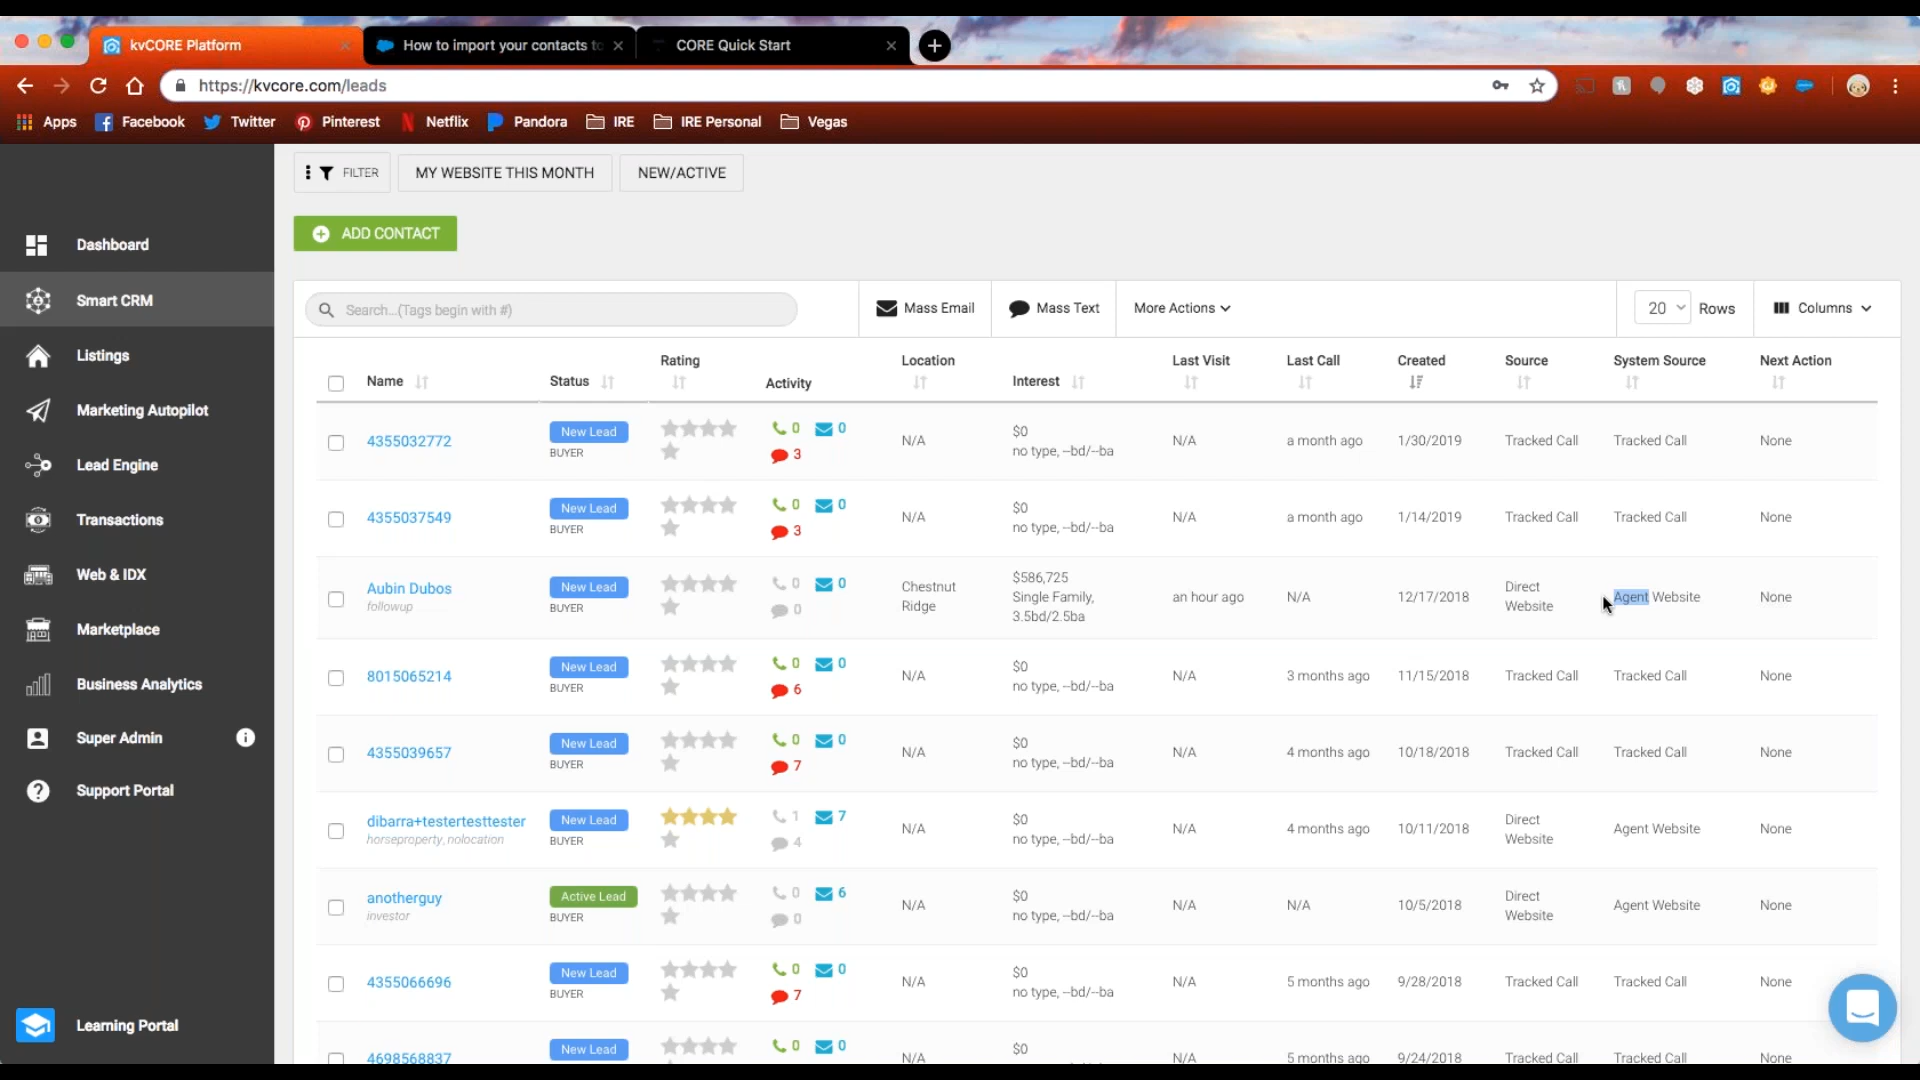 kvCORE Platform
How to import your contacts to
CORE Quick Start
https://kvcore.com/leads
Apps
Facebook
Twitter
Pinterest
Netflix
Pandora
IRE
IRE Personal
Vegas
FILTER
MY WEBSITE THIS MONTH
NEW/ACTIVE
ADD CONTACT
Dashboard
Smart CRM
Listings
Marketing Autopilot
Lead Engine
Transactions
Web & IDX
Marketplace
Business Analytics
Super Admin
Support Portal
Learning Portal
Search...(Tags begin with #)
Mass Email
Mass Text
More Actions
20 Rows
Columns
Name Status Rating Activity Location Interest Last Visit Last Call Created Source System Source Next Action
4355032772 New Lead 0 0 N/A $0 N/A a month ago 1/30/2019 Tracked Call Tracked Call None
BUYER 3 no type, --bd/--ba
4355037549 New Lead 0 0 N/A $0 N/A a month ago 1/14/2019 Tracked Call Tracked Call None
BUYER 3 no type, --bd/--ba
Aubin Dubos New Lead 0 0 Chestnut $586,725 an hour ago N/A 12/17/2018 Direct Agent Website None
followup BUYER 0 Ridge Single Family, Website
3.5bd/2.5ba
8015065214 New Lead 0 0 N/A $0 N/A 3 months ago 11/15/2018 Tracked Call Tracked Call None
BUYER 6 no type, --bd/--ba
4355039657 New Lead 0 0 N/A $0 N/A 4 months ago 10/18/2018 Tracked Call Tracked Call None
BUYER 7 no type, --bd/--ba
dibarra+testertesttester New Lead 1 7 N/A $0 N/A 4 months ago 10/11/2018 Direct Agent Website None
horseproperty, nolocation BUYER 4 no type, --bd/--ba Website
anotherguy Active Lead 0 6 N/A $0 N/A N/A 10/5/2018 Direct Agent Website None
investor BUYER 0 no type, --bd/--ba Website
4355066696 New Lead 0 0 N/A $0 N/A 5 months ago 9/28/2018 Tracked Call Tracked Call None
BUYER 7 no type, --bd/--ba
4698568837 New Lead 0 0 N/A $0 N/A 5 months ago 9/24/2018 Tracked Call Tracked Call None